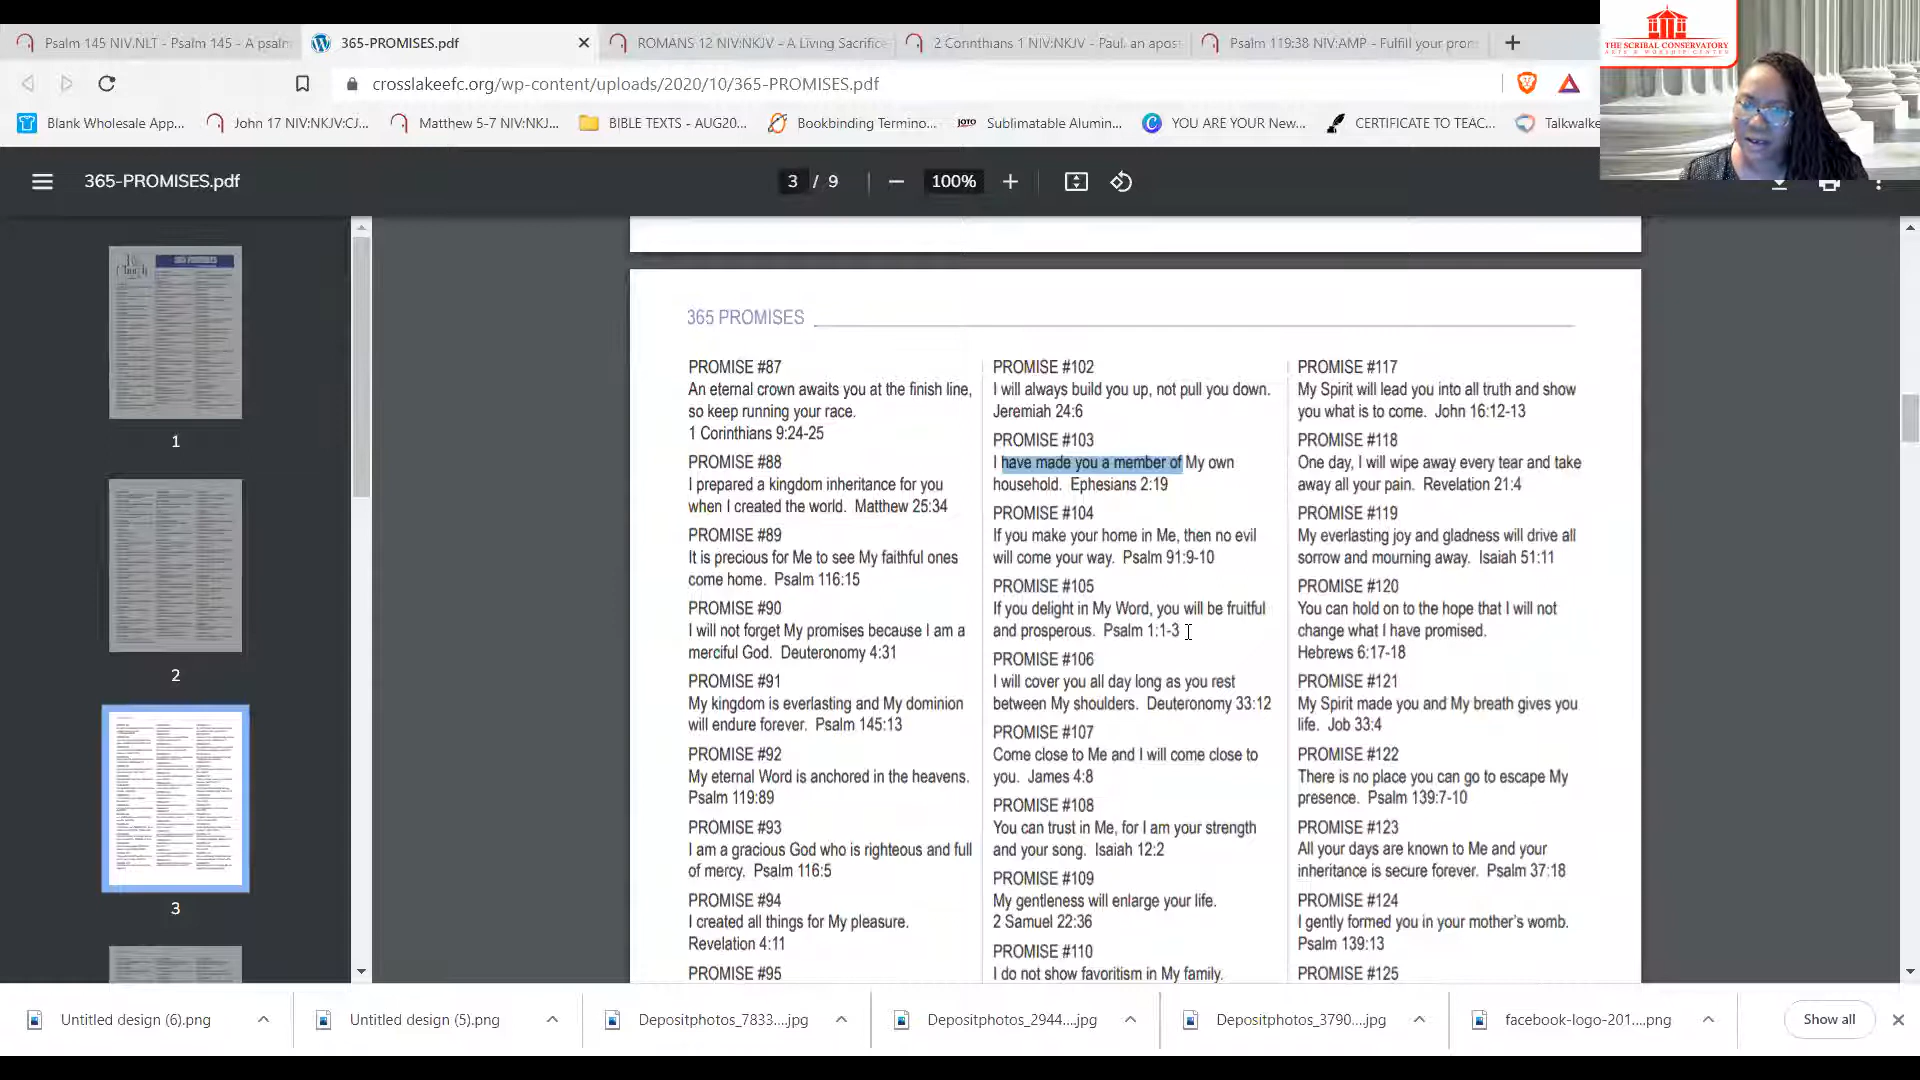 Psalm 145 NIV.NLT - Psalm 145 - A psalm
365-PROMISES.pdf
ROMANS 12 NIV:NKJV - A Living Sacrifice
2 Corinthians 1 NIV:NKJV - Paul, an apost
Psalm 119:38 NIV:AMP - Fulfill your prom
crosslakeefc.org/wp-content/uploads/2020/10/365-PROMISES.pdf
Blank Wholesale App...
John 17 NIV:NKJV:CJ...
Matthew 5-7 NIV:NKJ...
BIBLE TEXTS - AUG20...
Bookbinding Termino...
JOTO
Sublimatable Alumin...
YOU ARE YOUR New...
CERTIFICATE TO TEAC...
Talkwalke
THE SCRIBAL CONSERVATORY
ARTS & WORSHIP CENTER
365-PROMISES.pdf
3 / 9
100%
1
2
3
365 PROMISES
PROMISE #87
An eternal crown awaits you at the finish line,
so keep running your race.
1 Corinthians 9:24-25
PROMISE #88
I prepared a kingdom inheritance for you
when I created the world. Matthew 25:34
PROMISE #89
It is precious for Me to see My faithful ones
come home. Psalm 116:15
PROMISE #90
I will not forget My promises because I am a
merciful God. Deuteronomy 4:31
PROMISE #91
My kingdom is everlasting and My dominion
will endure forever. Psalm 145:13
PROMISE #92
My eternal Word is anchored in the heavens.
Psalm 119:89
PROMISE #93
I am a gracious God who is righteous and full
of mercy. Psalm 116:5
PROMISE #94
I created all things for My pleasure.
Revelation 4:11
PROMISE #95
PROMISE #102
I will always build you up, not pull you down.
Jeremiah 24:6
PROMISE #103
I have made you a member of My own
household. Ephesians 2:19
PROMISE #104
If you make your home in Me, then no evil
will come your way. Psalm 91:9-10
PROMISE #105
If you delight in My Word, you will be fruitful
and prosperous. Psalm 1:1-3
PROMISE #106
I will cover you all day long as you rest
between My shoulders. Deuteronomy 33:12
PROMISE #107
Come close to Me and I will come close to
you. James 4:8
PROMISE #108
You can trust in Me, for I am your strength
and your song. Isaiah 12:2
PROMISE #109
My gentleness will enlarge your life.
2 Samuel 22:36
PROMISE #110
I do not show favoritism in My family.
PROMISE #117
My Spirit will lead you into all truth and show
you what is to come. John 16:12-13
PROMISE #118
One day, I will wipe away every tear and take
away all your pain. Revelation 21:4
PROMISE #119
My everlasting joy and gladness will drive all
sorrow and mourning away. Isaiah 51:11
PROMISE #120
You can hold on to the hope that I will not
change what I have promised.
Hebrews 6:17-18
PROMISE #121
My Spirit made you and My breath gives you
life. Job 33:4
PROMISE #122
There is no place you can go to escape My
presence. Psalm 139:7-10
PROMISE #123
All your days are known to Me and your
inheritance is secure forever. Psalm 37:18
PROMISE #124
I gently formed you in your mother's womb.
Psalm 139:13
PROMISE #125
Untitled design (6).png
Untitled design (5).png
Depositphotos_7833....jpg
Depositphotos_2944....jpg
Depositphotos_3790....jpg
facebook-logo-201....png
Show all